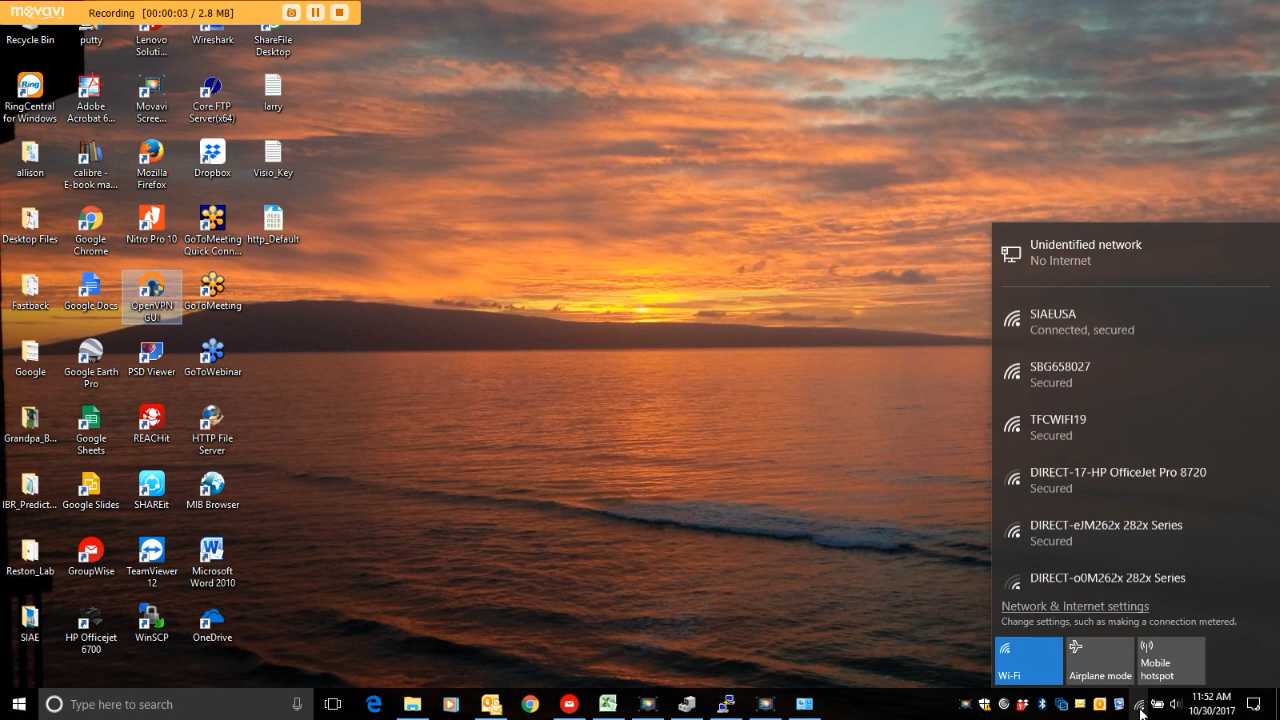 movavi
Recording [00:00:03 / 2.8 MB]
Recycle Bin
putty
Lenovo
Soluti...
Wireshark
ShareFile
Desktop
Ring
RingCentral
for Windows
Adobe
Acrobat 6...
Movavi
Scree...
Core FTP
Server(x64)
larry
allison
calibre -
E-book ma...
Mozilla
Firefox
Dropbox
Visio_Key
Desktop Files
Google
Chrome
Nitro Pro 10
GoToMeeting
Quick Conn...
http_Default
Fastback
Google Docs
OpenVPN
GUI
GoToMeeting
Google
Google Earth
Pro
PSD Viewer
GoToWebinar
Grandpa_B...
Google
Sheets
REACHit
HTTP File
Server
IBR_Predict...
Google Slides
SHAREit
MIB Browser
Reston_Lab
GroupWise
TeamViewer
12
Microsoft
Word 2010
SIAE
HP Officejet
6700
WinSCP
OneDrive
Unidentified network
No Internet
SIAEUSA
Connected, secured
SBG658027
Secured
TFCWIFI19
Secured
DIRECT-17-HP OfficeJet Pro 8720
Secured
DIRECT-eJM262x 282x Series
Secured
DIRECT-o0M262x 282x Series
Network & Internet settings
Change settings, such as making a connection metered.
Wi-Fi
Airplane mode
Mobile
hotspot
Type here to search
11:52 AM
10/30/2017